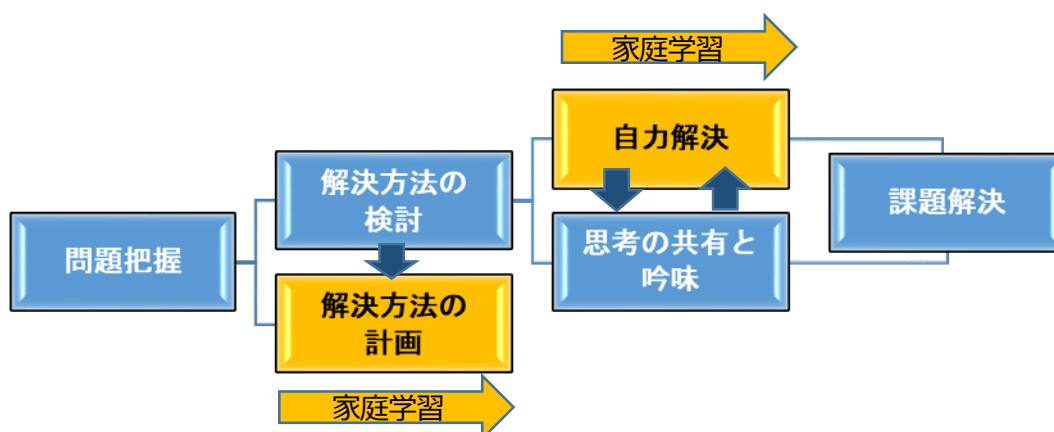 家庭学習
自力解決
解決方法の
検討
課題解決
問題把握
思考の共有と
吟味
解決方法の
計画
家庭学習